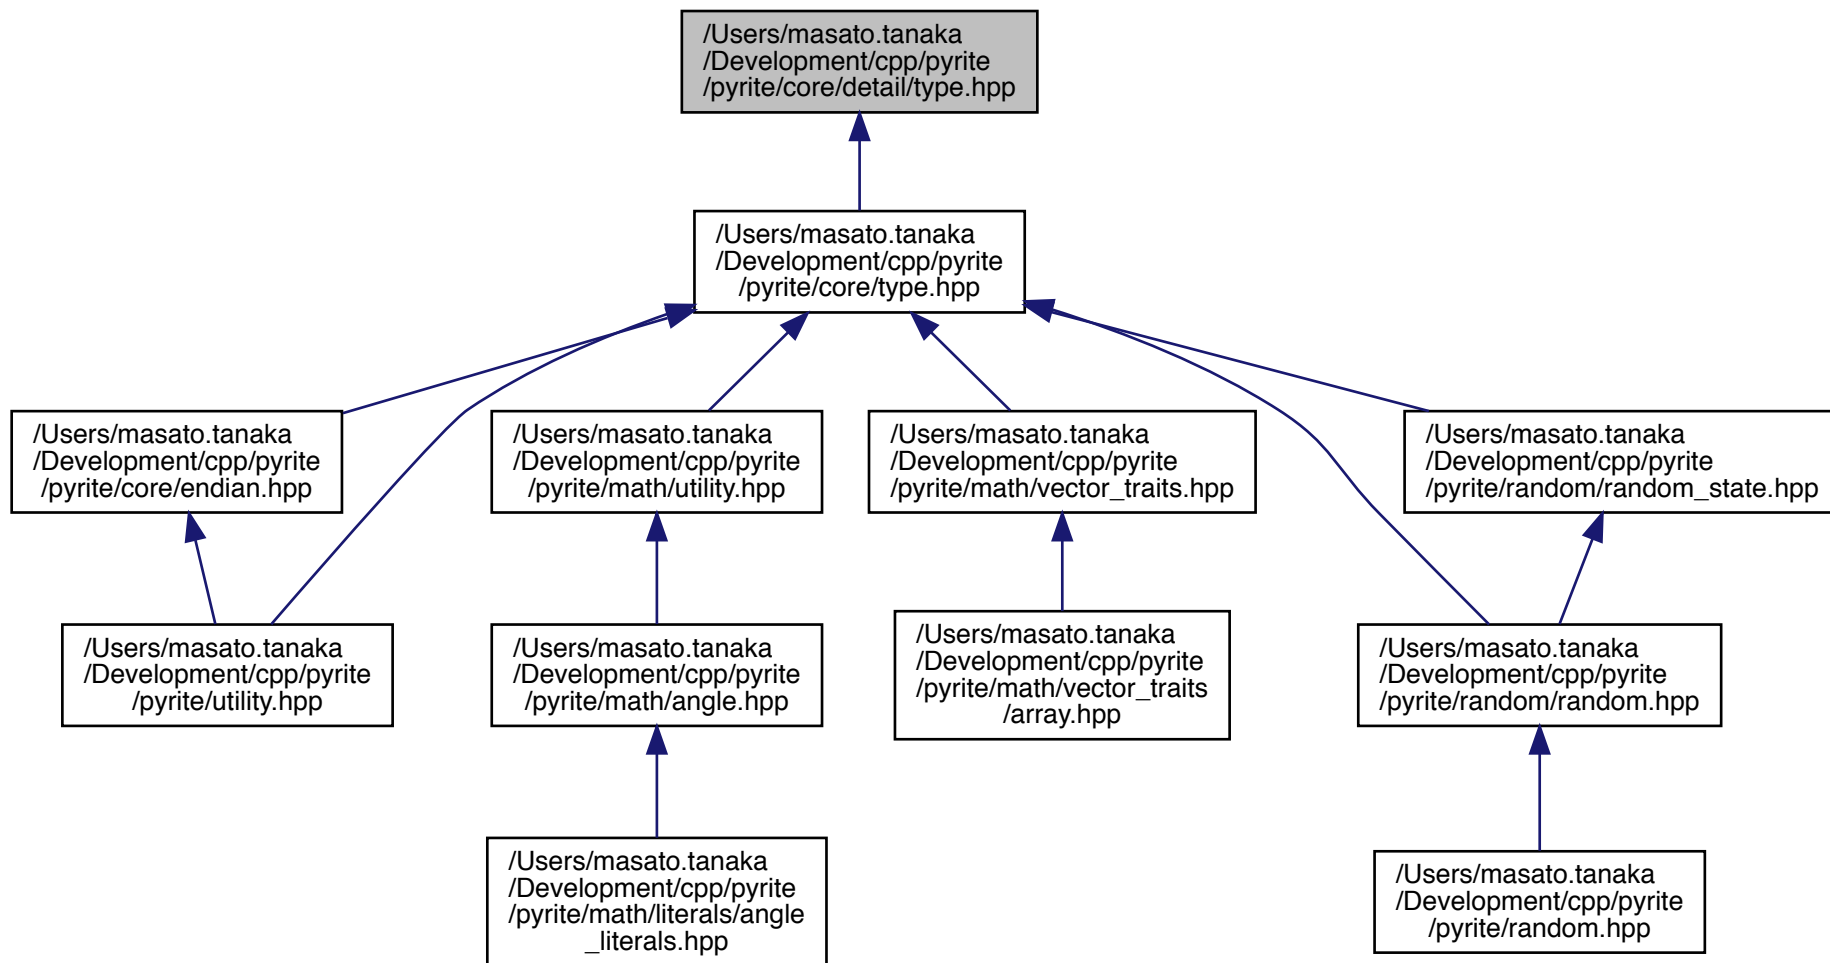 /Users/masato.tanaka
/Development/cpp/pyrite
/pyrite/core/detail/type.hpp
/Users/masato.tanaka
/Development/cpp/pyrite
/pyrite/core/type.hpp
/Users/masato.tanaka
/Development/cpp/pyrite
/pyrite/core/endian.hpp
/Users/masato.tanaka
/Development/cpp/pyrite
/pyrite/math/utility.hpp
/Users/masato.tanaka
/Development/cpp/pyrite
/pyrite/math/vector_traits.hpp
/Users/masato.tanaka
/Development/cpp/pyrite
/pyrite/random/random_state.hpp
/Users/masato.tanaka
/Development/cpp/pyrite
/pyrite/utility.hpp
/Users/masato.tanaka
/Development/cpp/pyrite
/pyrite/math/angle.hpp
/Users/masato.tanaka
/Development/cpp/pyrite
/pyrite/math/vector_traits
/array.hpp
/Users/masato.tanaka
/Development/cpp/pyrite
/pyrite/random/random.hpp
/Users/masato.tanaka
/Development/cpp/pyrite
/pyrite/math/literals/angle
_literals.hpp
/Users/masato.tanaka
/Development/cpp/pyrite
/pyrite/random.hpp